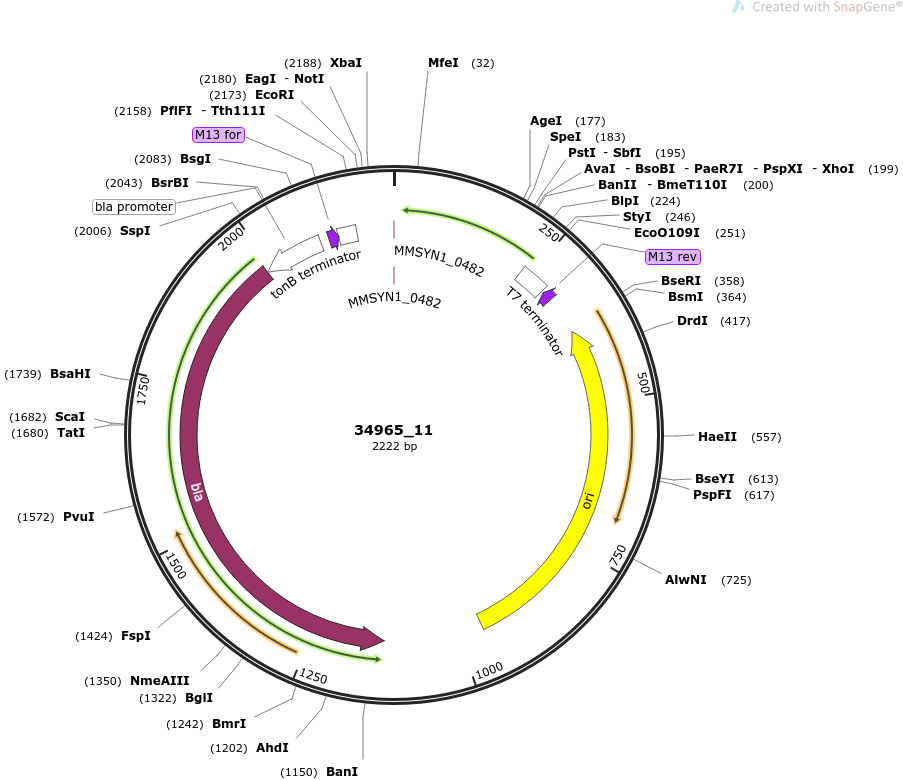 Created with SnapGene®
(2188) XbaI
MfeI (32)
(2180) EagI - NotI
(2173) EcoRI
(2158) PflFI - Tth111I
M13 for
(2083) BsgI
(2043) BsrBI
bla promoter
(2006) SspI
AgeI (177)
SpeI (183)
PstI - SbfI (195)
AvaI - BsoBI - PaeR7I - PspXI - XhoI (199)
BanII - BmeT110I (200)
BlpI (224)
StyI (246)
EcoO109I (251)
M13 rev
BseRI (358)
BsmI (364)
DrdI (417)
2000
250
tonB terminator
MMSYN1_0482
MMSYN1_0482
T7 terminator
(1739) BsaHI
1750
500
(1682) ScaI
(1680) TatI
34965_11
2222 bp
HaeII (557)
BseYI (613)
PspFI (617)
bla
ori
(1572) PvuI
1500
750
AlwNI (725)
(1424) FspI
(1350) NmeAIII
(1322) BglI
1250
1000
(1242) BmrI
(1202) AhdI
(1150) BanI